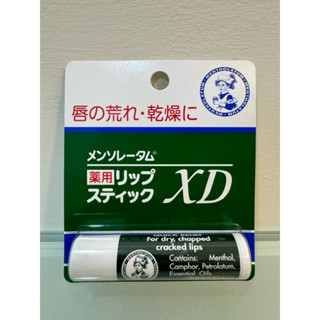 唇の荒れ・乾燥に
メンソレータム®
薬用リップ
スティック XD
For dry, chapped
cracked lips
Contains: Menthol,
Camphor, Petrolatum,
Essential Oils